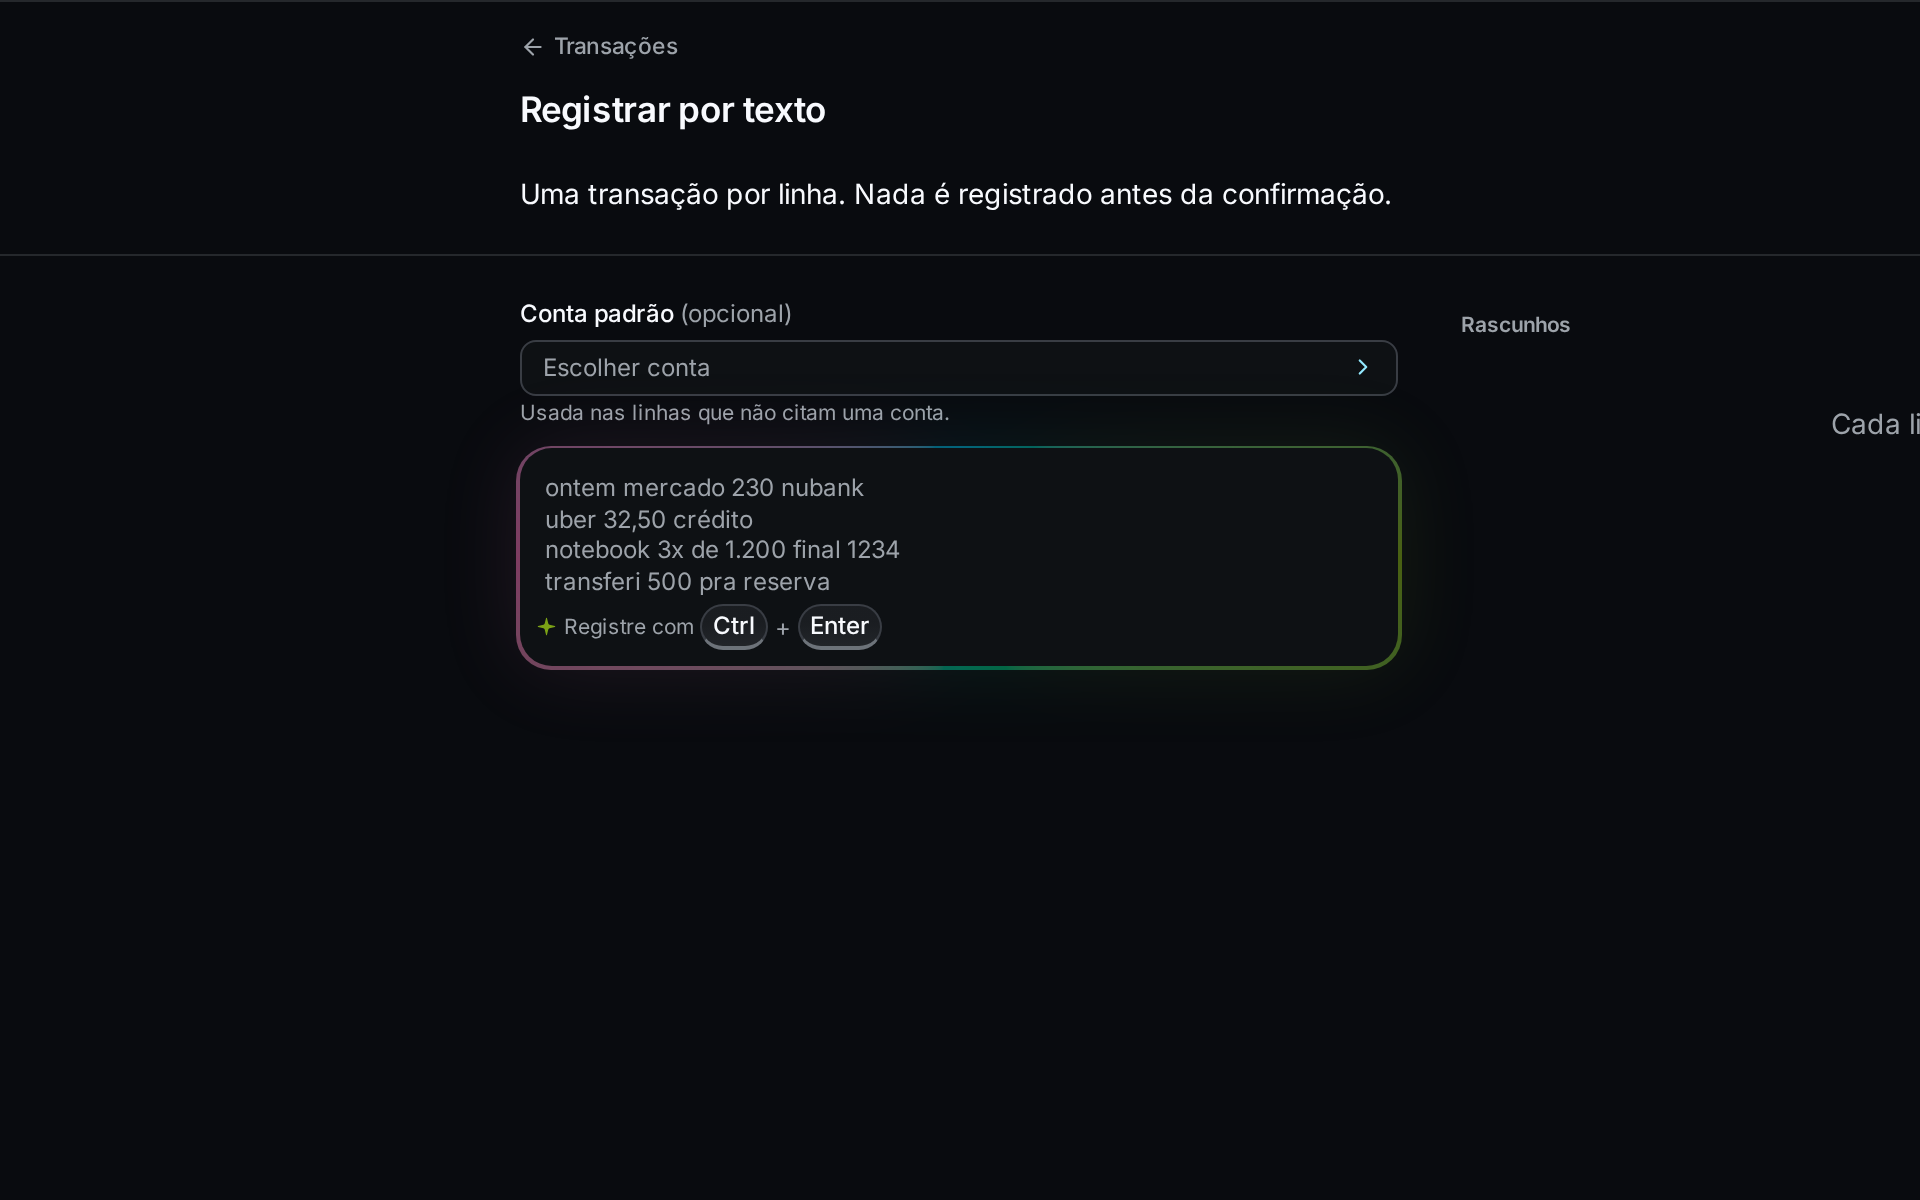 Transações
Registrar por texto
Uma transação por linha. Nada é registrado antes da confirmação.
Conta padrão (opcional)
Escolher conta
Usada nas linhas que não citam uma conta.
ontem mercado 230 nubank
uber 32,50 crédito
notebook 3x de 1.200 final 1234
transferi 500 pra reserva
Registre com Ctrl + Enter
Rascunhos
Cada